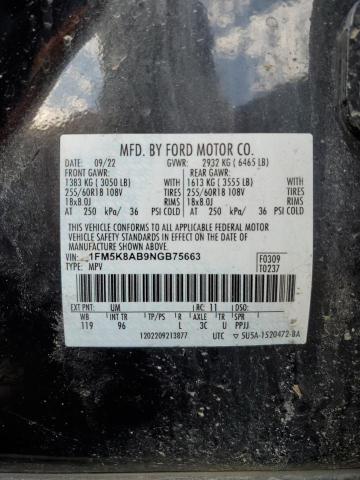 MFD. BY FORD MOTOR CO.
DATE: 09/22 GVWR: 2932 KG ( 6465 LB)
FRONT GAWR: REAR GAWR:
1383 KG ( 3050 LB) WITH 1613 KG ( 3555 LB) WITH
255/60R18 108V TIRES 255/60R18 108V TIRES
18x8.0J RIMS 18x8.0J RIMS
AT 250 kPa/ 36 PSI COLD AT 250 kPa/ 36 PSI COLD
THIS VEHICLE CONFORMS TO ALL APPLICABLE FEDERAL MOTOR
VEHICLE SAFETY AND THEFT PREVENTION STANDARDS IN EFFECT
ON THE DATE OF MANUFACTURE SHOWN ABOVE.
VIN: 1FM5K8AB9NGB75663 F0309
TYPE: MPV T0237
EXT PNT: UM RC: 11 DSO:
WB INT TR TP/PS R AXLE TR SPR
119 96 L 3C U PPJJ
1202209213877 UTC 5U5A-1520472-BA